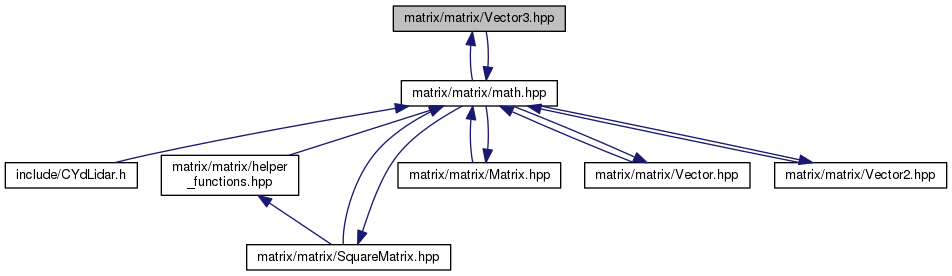 matrix/matrix/Vector3.hpp
matrix/matrix/math.hpp
include/CYdLidar.h
matrix/matrix/helper
_functions.hpp
matrix/matrix/Matrix.hpp
matrix/matrix/Vector.hpp
matrix/matrix/Vector2.hpp
matrix/matrix/SquareMatrix.hpp